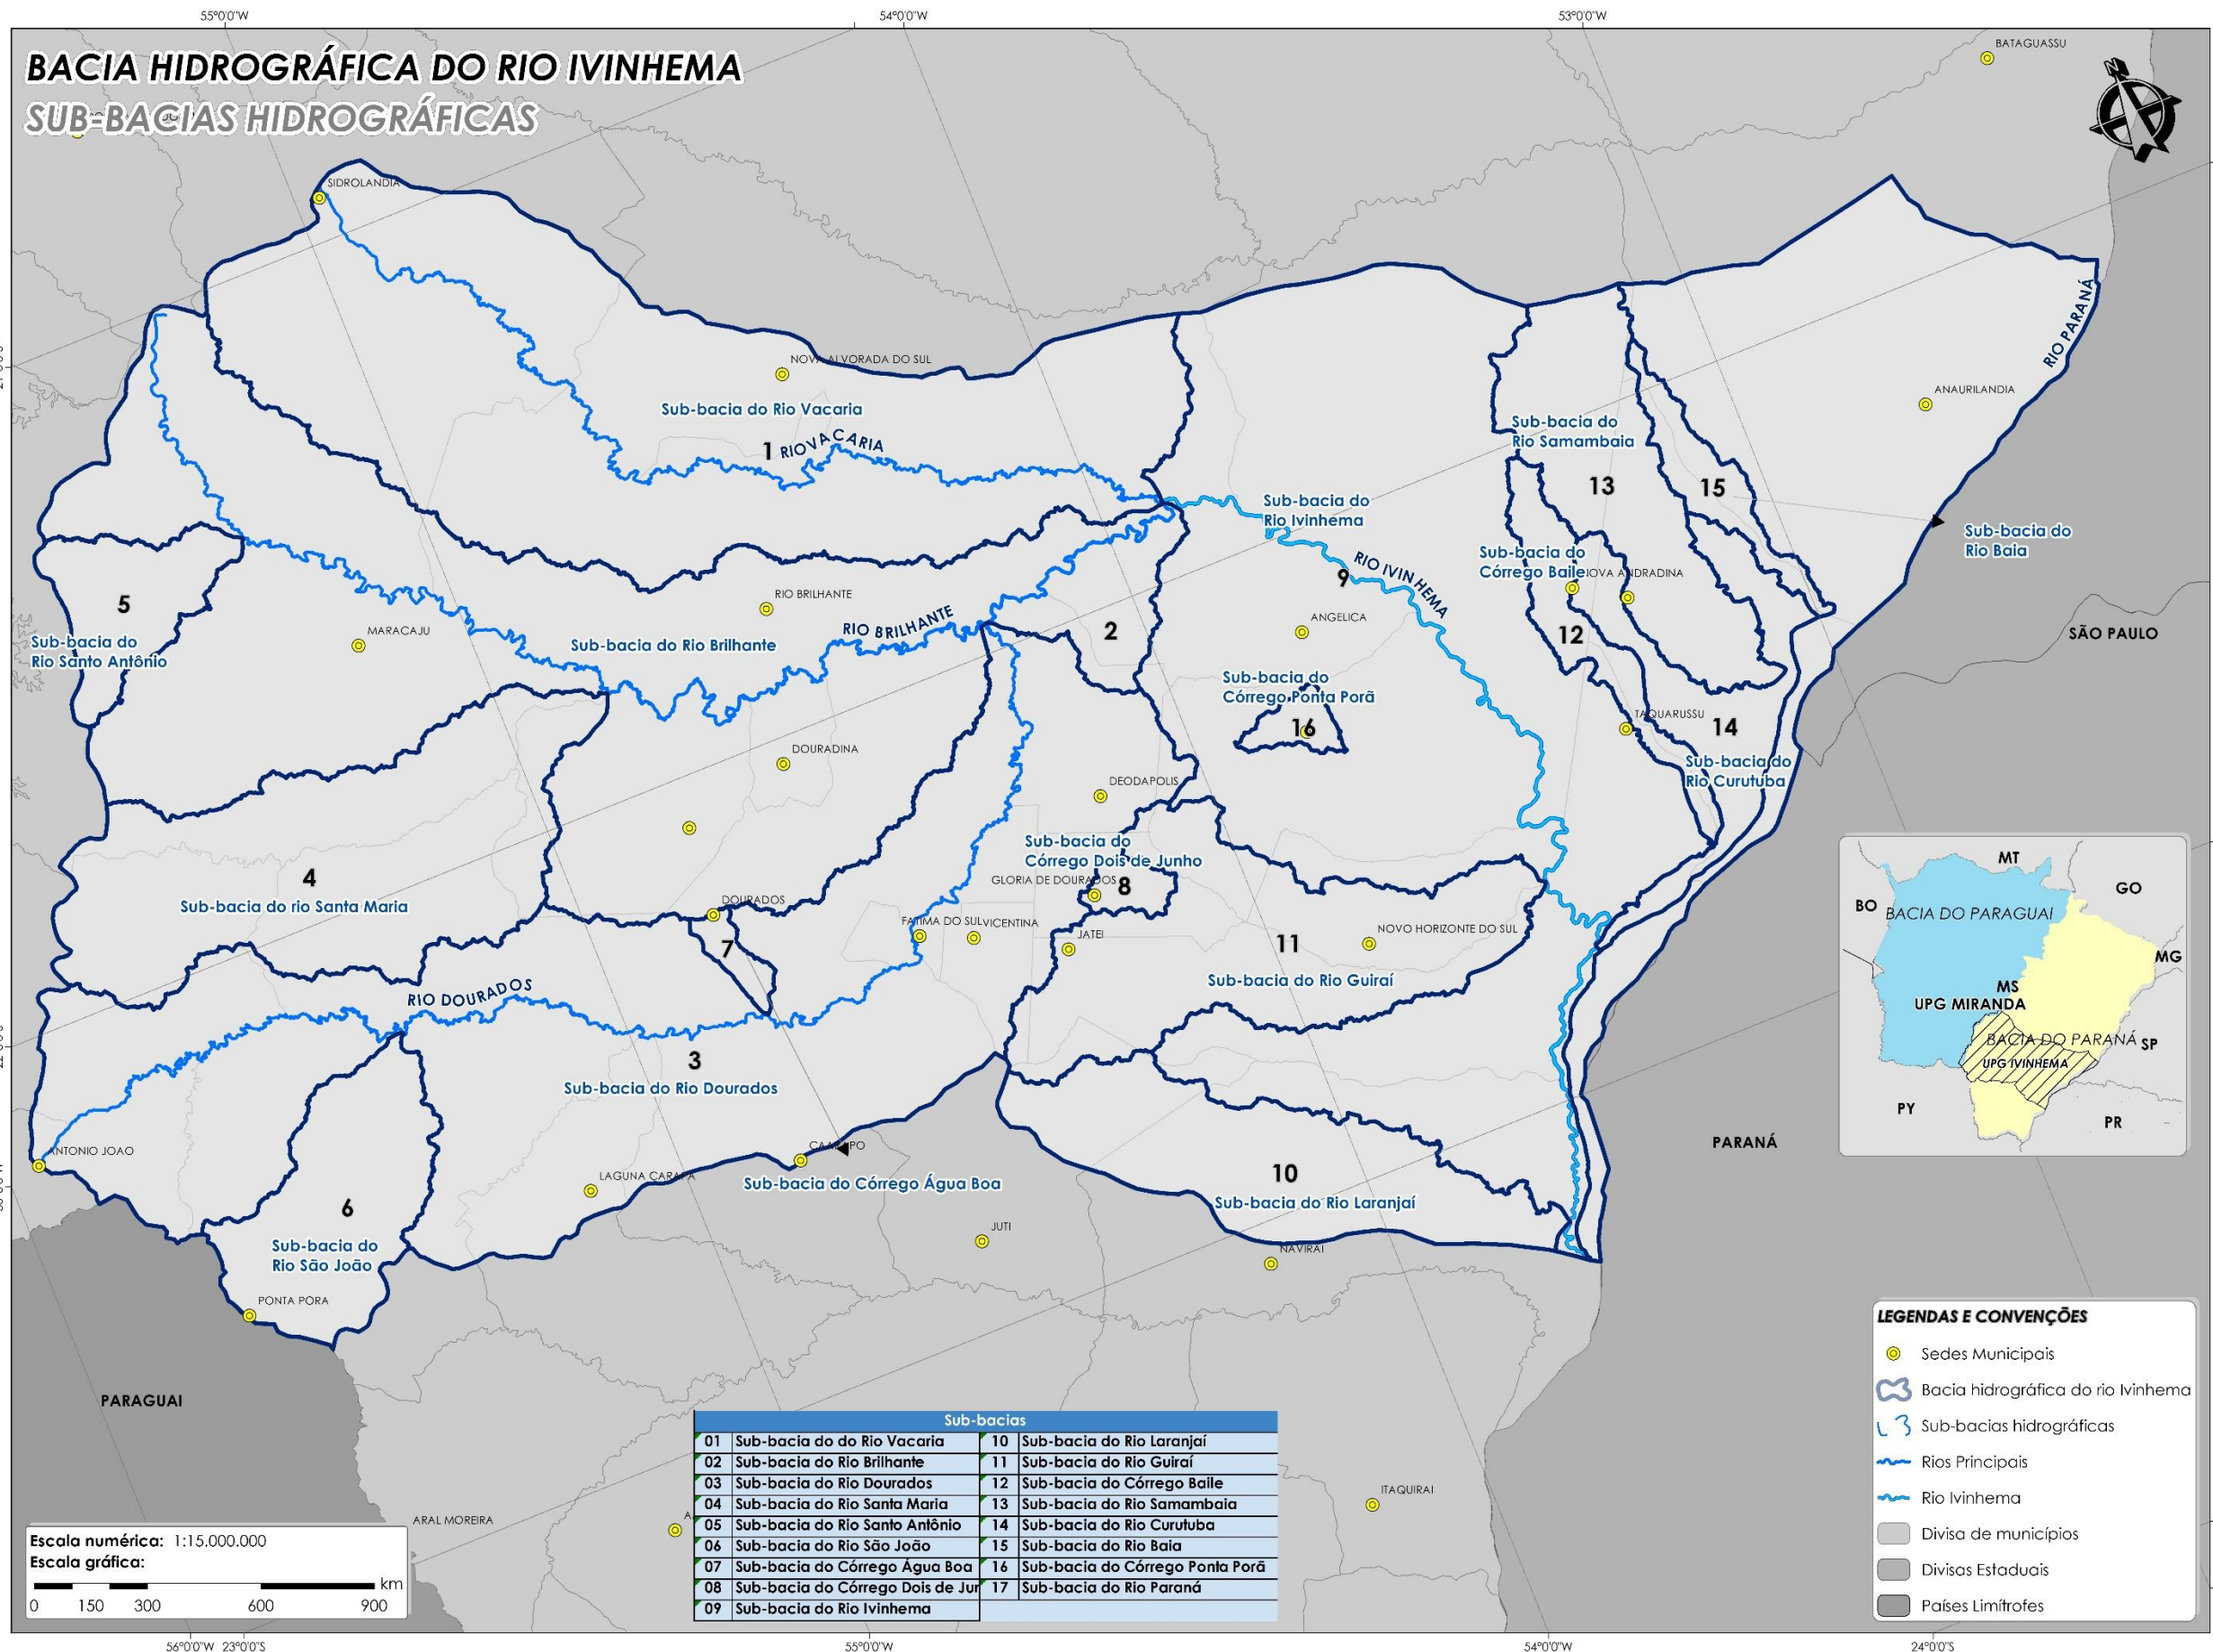 55°0'0"W
54°0'0"W
53°0'0"W
BACIA HIDROGRÁFICA DO RIO IVINHEMA
SUB-BACIAS HIDROGRÁFICAS
BATAGUASSU
N
SIDROLANDIA
RIO PARANÁ
NOVA ALVORADA DO SUL
ANAURILANDIA
Sub-bacia do Rio Vacaria
1
RIO VACARIA
Sub-bacia do
Rio Samambaia
13
15
Sub-bacia do
Rio Ivinhema
Sub-bacia do
Rio Baia
RIO IVINHEMA
9
Sub-bacia do
Córrego Baile
NOVA ANDRADINA
5
RIO BRILHANTE
RIO BRILHANTE
ANGELICA
MARACAJU
2
12
SÃO PAULO
Sub-bacia do
Rio Santo Antônio
Sub-bacia do Rio Brilhante
Sub-bacia do
Córrego Ponta Porã
16
TAQUARUSSU
14
DOURADINA
Sub-bacia do
Rio Curutuba
DEODAPOLIS
Sub-bacia do
Córrego Dois de Junho
4
Sub-bacia do rio Santa Maria
GLORIA DE DOURADOS
8
DOURADOS
FATIMA DO SUL
VICENTINA
JATEI
7
11
NOVO HORIZONTE DO SUL
Sub-bacia do Rio Guiraí
RIO DOURADOS
3
Sub-bacia do Rio Dourados
MT
GO
BO
BACIA DO PARAGUAI
MG
MS
UPG MIRANDA
BACIA DO PARANÁ
SP
UPG IVINHEMA
PY
PR
PARANÁ
ANTONIO JOAO
CAARAPO
LAGUNA CARAPA
Sub-bacia do Córrego Água Boa
10
Sub-bacia do Rio Laranjaí
6
JUTI
NAVIRAI
Sub-bacia do
Rio São João
PONTA PORA
PARAGUAI
LEGENDAS E CONVENÇÕES
Sedes Municipais
Bacia hidrográfica do rio Ivinhema
Sub-bacias hidrográficas
Rios Principais
Rio Ivinhema
Divisa de municípios
Divisas Estaduais
Países Limítrofes
Sub-bacias
01 Sub-bacia do do Rio Vacaria 10 Sub-bacia do Rio Laranjaí
02 Sub-bacia do Rio Brilhante 11 Sub-bacia do Rio Guiraí
03 Sub-bacia do Rio Dourados 12 Sub-bacia do Córrego Baile
04 Sub-bacia do Rio Santa Maria 13 Sub-bacia do Rio Samambaia
05 Sub-bacia do Rio Santo Antônio 14 Sub-bacia do Rio Curutuba
06 Sub-bacia do Rio São João 15 Sub-bacia do Rio Baia
07 Sub-bacia do Córrego Água Boa 16 Sub-bacia do Córrego Ponta Porã
08 Sub-bacia do Córrego Dois de Jur 17 Sub-bacia do Rio Paraná
09 Sub-bacia do Rio Ivinhema
ITAQUIRAI
ARAL MOREIRA
Escala numérica: 1:15.000.000
Escala gráfica:
km
0 150 300 600 900
56°0'0"W 23°0'0"S
55°0'0"W
54°0'0"W
24°0'0"S